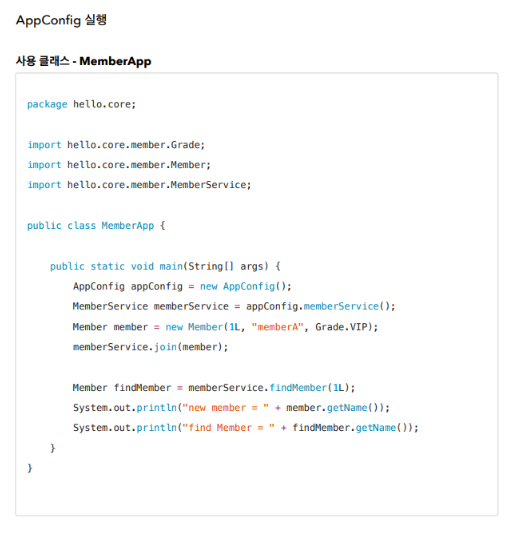 AppConfig 실행
사용 클래스 - MemberApp
package hello.core;
import hello.core.member.Grade;
import hello.core.member.Member;
import hello.core.member.MemberService;
public class MemberApp {
public static void main(String[] args) {
AppConfig appConfig = new AppConfig();
MemberService memberService = appConfig.memberService();
Member member = new Member(1L, "memberA", Grade.VIP);
memberService.join(member);
Member findMember = memberService.findMember(1L);
System.out.println("new member = " + member.getName());
System.out.println("find Member = " + findMember.getName());
}
}